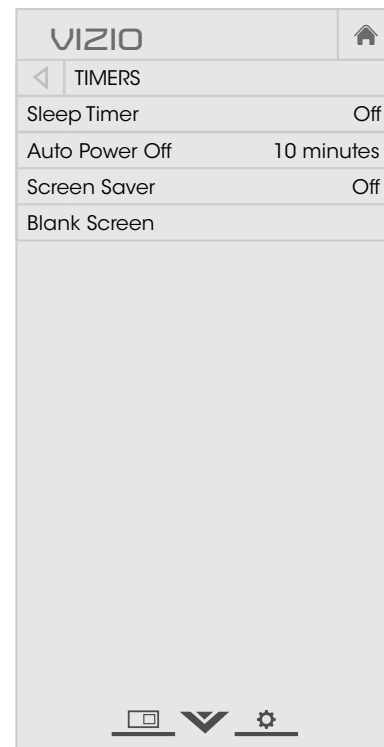 VIZIO
TIMERS
Sleep Timer Off
Auto Power Off 10 minutes
Screen Saver Off
Blank Screen